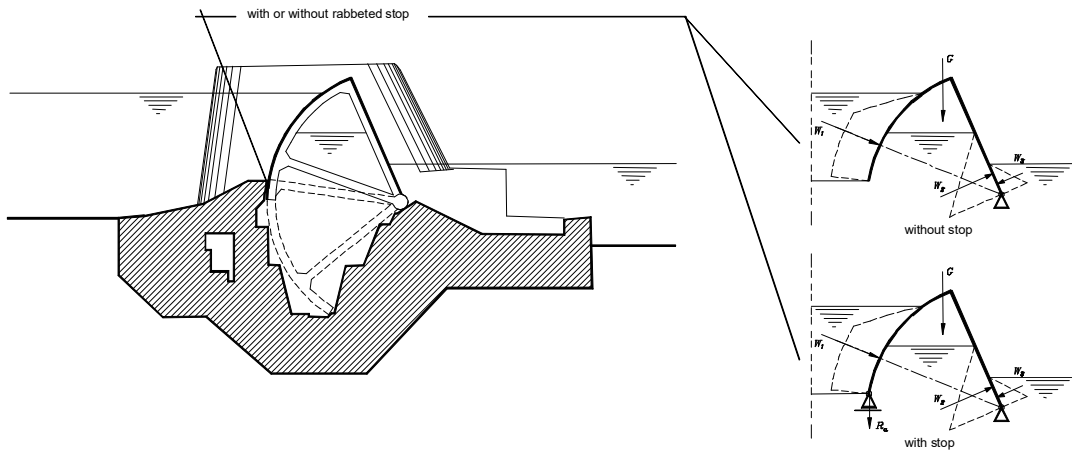 with or without rabbeted stop
G
W₁
W₂
W₃
without stop
G
W₁
W₂
W₃
Rₐ
with stop